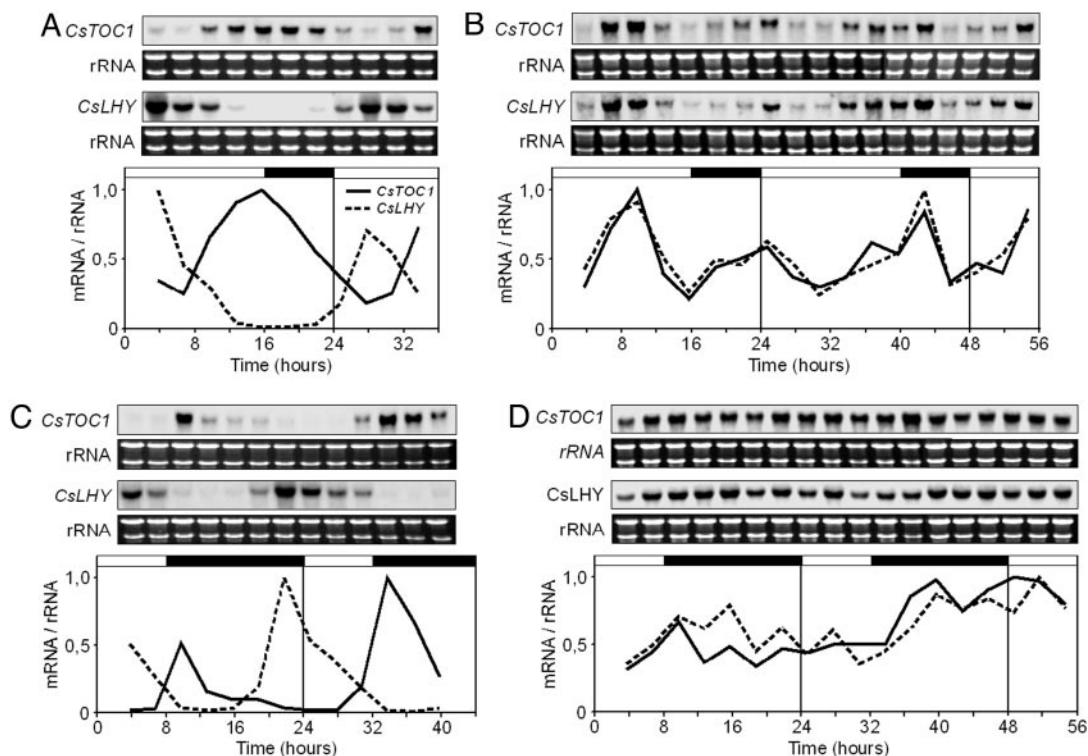 A
CsTOC1
rRNA
CsLHY
rRNA
mRNA / rRNA
1,0
0,5
0
CsTOC1
CsLHY
0 8 16 24 32
Time (hours)
B
CsTOC1
rRNA
CsLHY
rRNA
mRNA / rRNA
1,0
0,5
0
0 8 16 24 32 40 48 56
Time (hours)
C
CsTOC1
rRNA
CsLHY
rRNA
mRNA / rRNA
1,0
0,5
0
0 8 16 24 32 40
Time (hours)
D
CsTOC1
rRNA
CsLHY
rRNA
mRNA / rRNA
1,0
0,5
0
0 8 16 24 32 40 48 56
Time (hours)